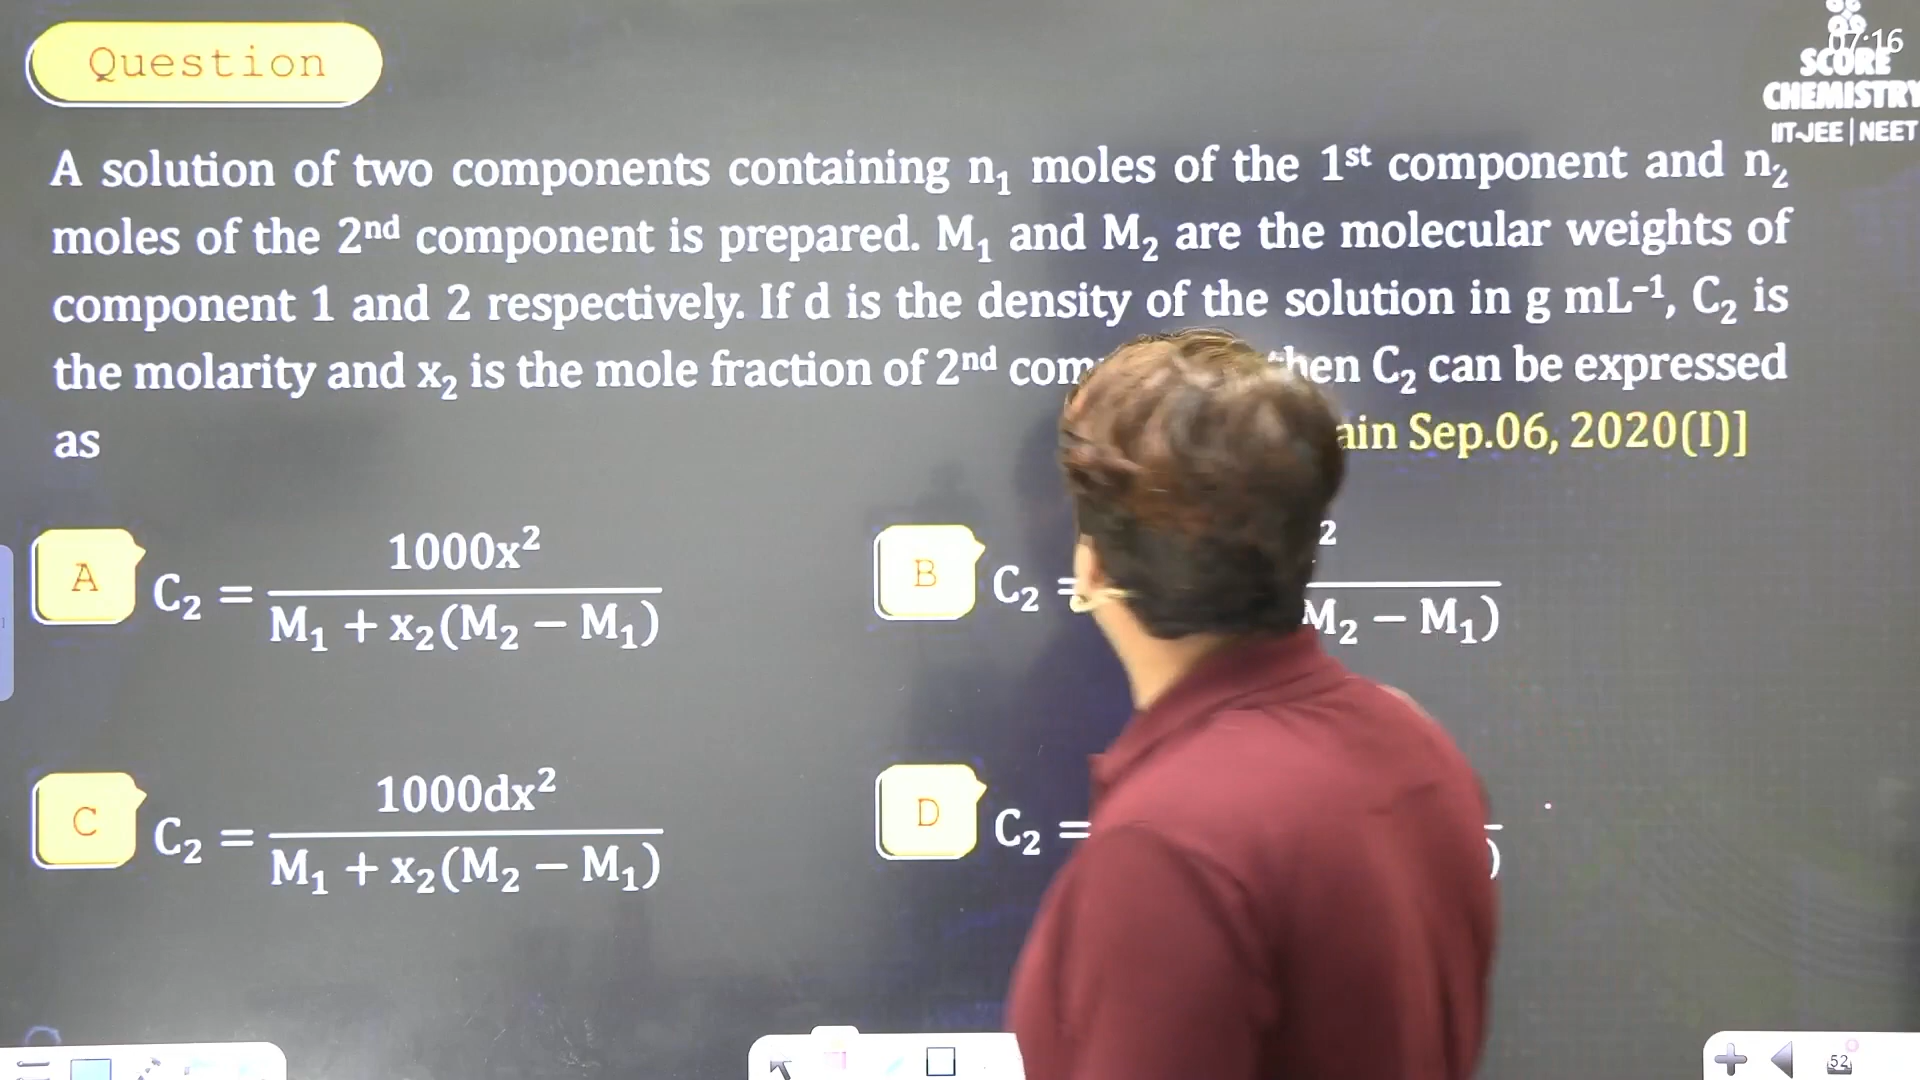 Question
07:16
SCORE
CHEMISTRY
IIT-JEE | NEET
A solution of two components containing n₁ moles of the 1ˢᵗ component and n₂
moles of the 2ⁿᵈ component is prepared. M₁ and M₂ are the molecular weights of
component 1 and 2 respectively. If d is the density of the solution in g mL⁻¹, C₂ is
the molarity and x₂ is the mole fraction of 2ⁿᵈ then C₂ can be expressed
as Sep.06, 2020(I)]
A C₂ = 1000x² / M₁ + x₂(M₂ − M₁)
B C₂ = 2 / M₂ − M₁)
C C₂ = 1000dx² / M₁ + x₂(M₂ − M₁)
D C₂ = )
52